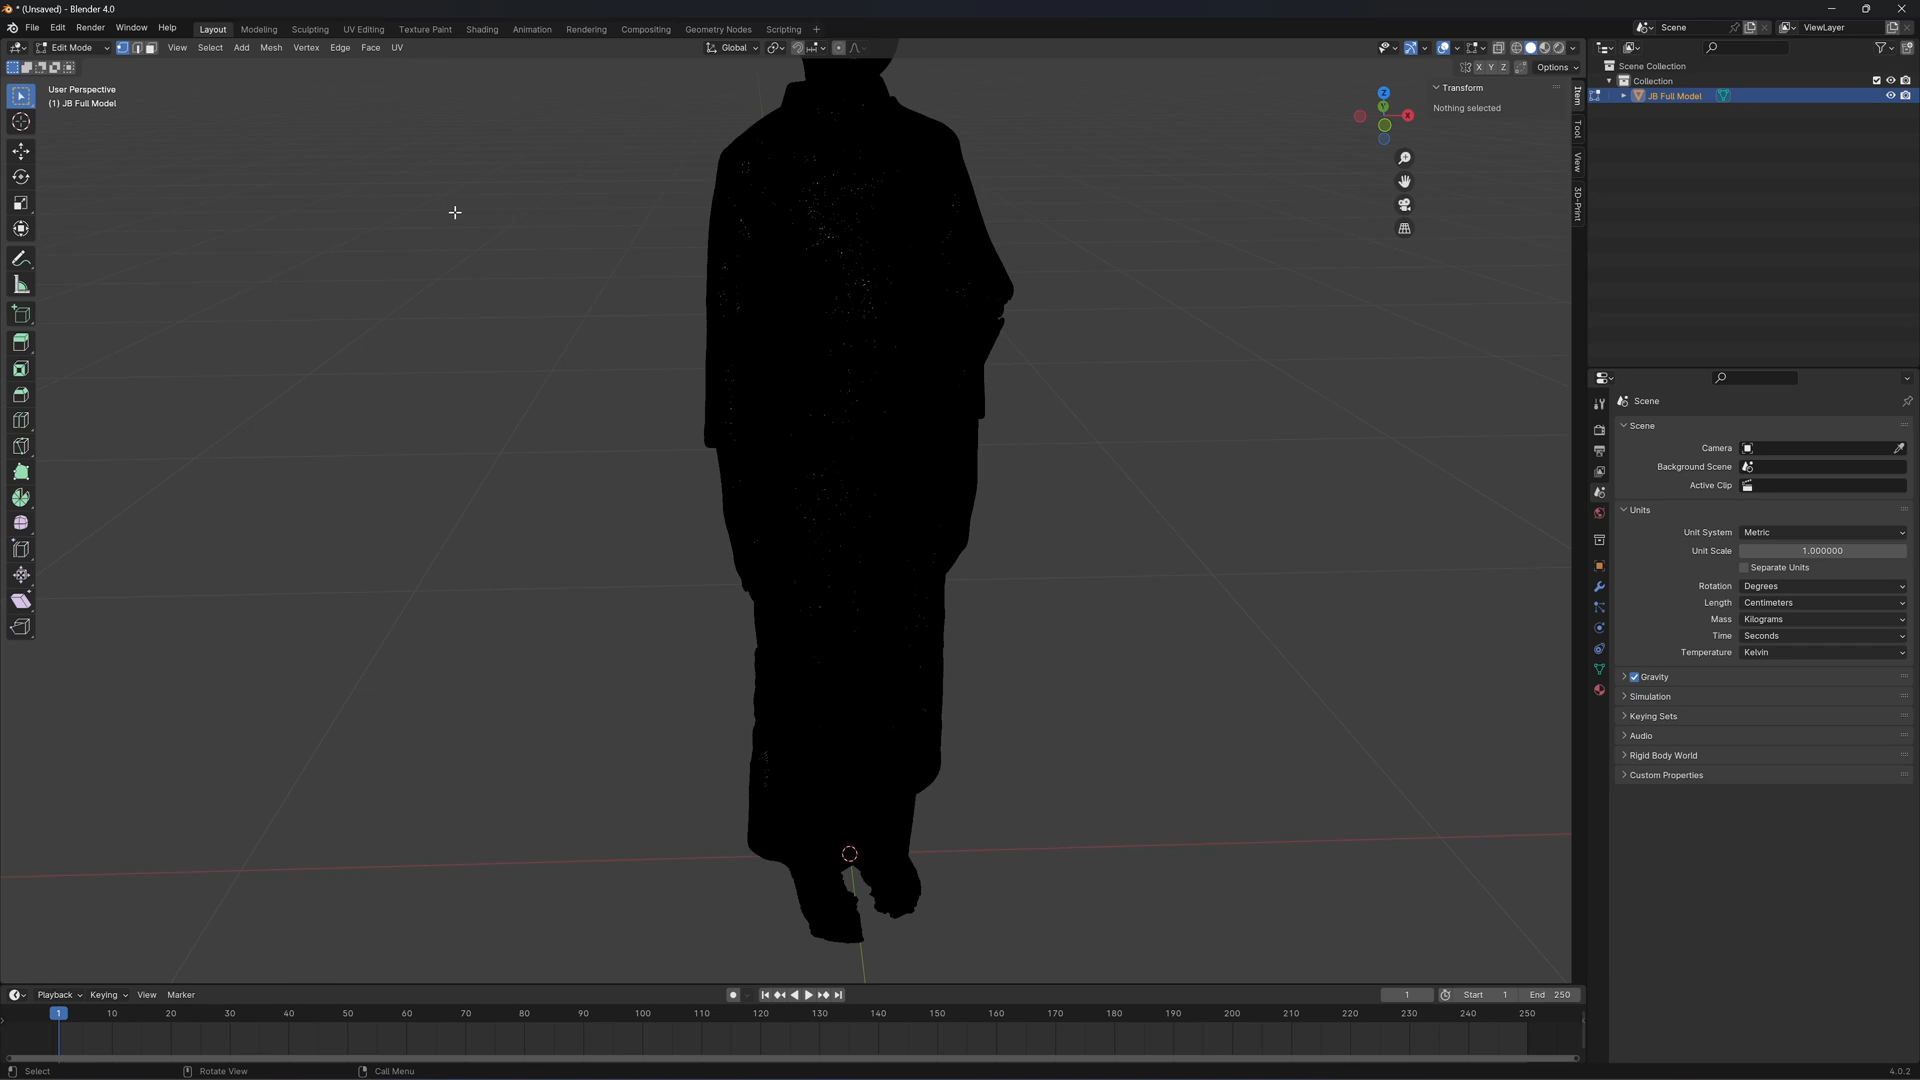 * (Unsaved) - Blender 4.0
File Edit Render Window Help Layout Modeling Sculpting UV Editing Texture Paint Shading Animation Rendering Compositing Geometry Nodes Scripting + Scene ViewLayer
Edit Mode View Select Add Mesh Vertex Edge Face UV Global
X Y Z Options
User Perspective
(1) JB Full Model
Transform
Nothing selected
Item
Tool
View
3D-Print
Z
Y
X
Scene Collection
Collection
JB Full Model
Scene
Scene
Camera
Background Scene
Active Clip
Units
Unit System Metric
Unit Scale 1.000000
Separate Units
Rotation Degrees
Length Centimeters
Mass Kilograms
Time Seconds
Temperature Kelvin
Gravity
Simulation
Keying Sets
Audio
Rigid Body World
Custom Properties
Playback Keying View Marker 1 Start 1 End 250
1 10 20 30 40 50 60 70 80 90 100 110 120 130 140 150 160 170 180 190 200 210 220 230 240 250
Select Rotate View Call Menu 4.0.2